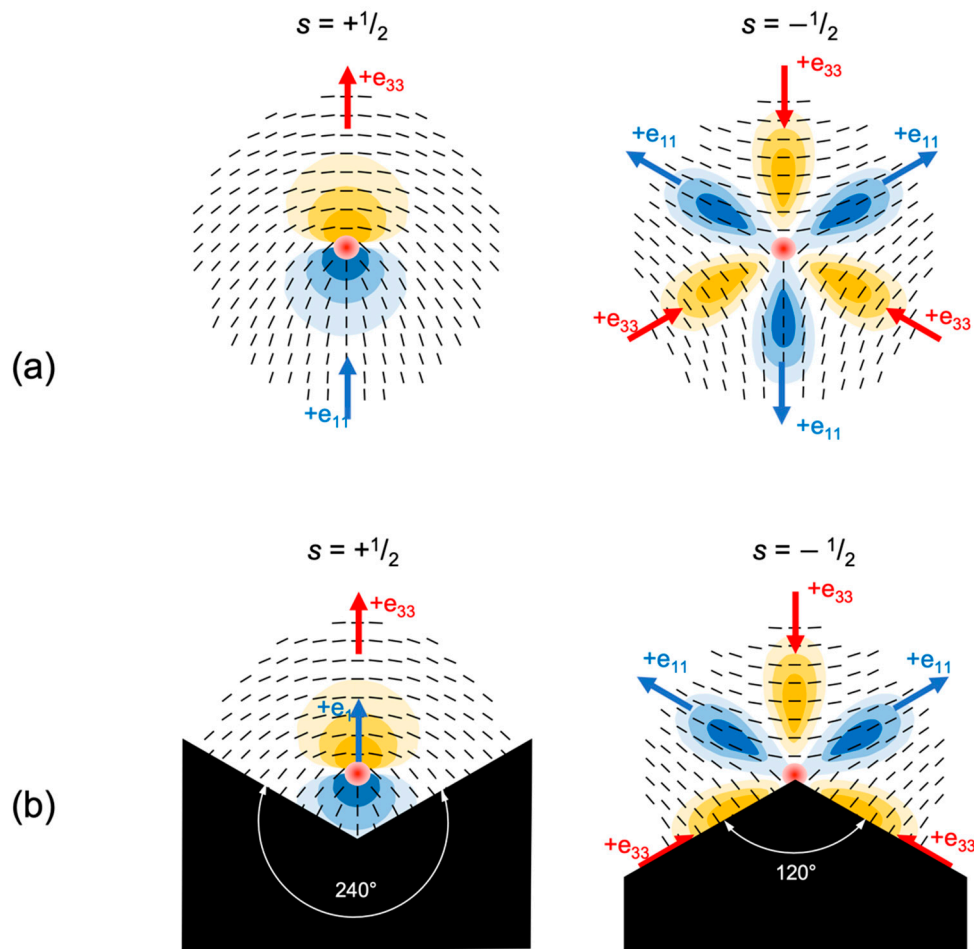 s = +1/2
s = −1/2
+e33
+e33
+e11
+e11
(a)
+e33
+e33
+e11
+e11
s = +1/2
s = − 1/2
+e33
+e33
+e11
+e11
+e1
(b)
+e33
+e33
240°
120°